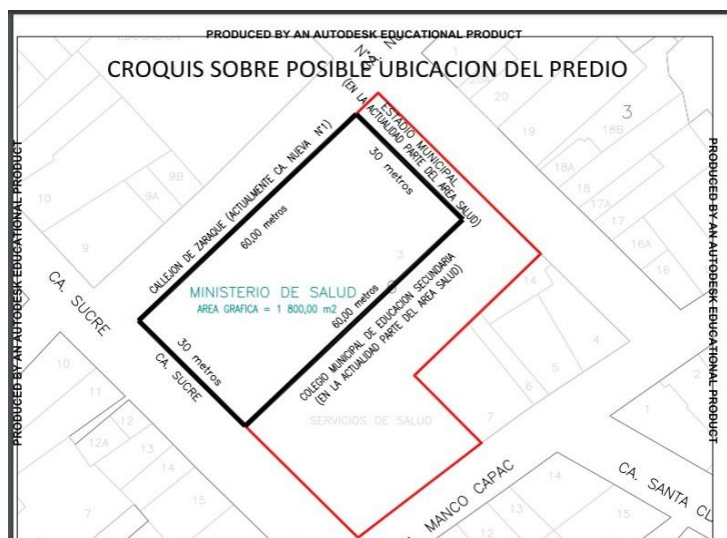 PRODUCED BY AN AUTODESK EDUCATIONAL PRODUCT
CROQUIS SOBRE POSIBLE UBICACION DEL PREDIO
PRODUCED BY AN AUTODESK EDUCATIONAL PRODUCT
PRODUCED BY AN AUTODESK EDUCATIONAL PRODUCT
EDUCACION
ESTADIO MUNICIPAL
(EN LA ACTUALIDAD PARTE DEL AREA SALUD)
30 metros
CALLEJON DE ZARAQUE (ACTUALMENTE CA. NUEVA N°1)
60,00 metros
MINISTERIO DE SALUD
AREA GRAFICA = 1 800,00 m2
60,00 metros
COLEGIO MUNICIPAL DE EDUCACION SECUNDARIA
(EN LA ACTUALIDAD PARTE DEL AREA SALUD)
30 metros
CA. SUCRE
CA. SUCRE
SERVICIOS DE SALUD
MANCO CAPAC
CA. SANTA CL
1
20
19
3
18B
18A
18
17A
17
16A
16
9B
9A
10
9
3
14
4
5
6
7
2
1
10
11
12
12A
13
14
15
7
14
15
13
12